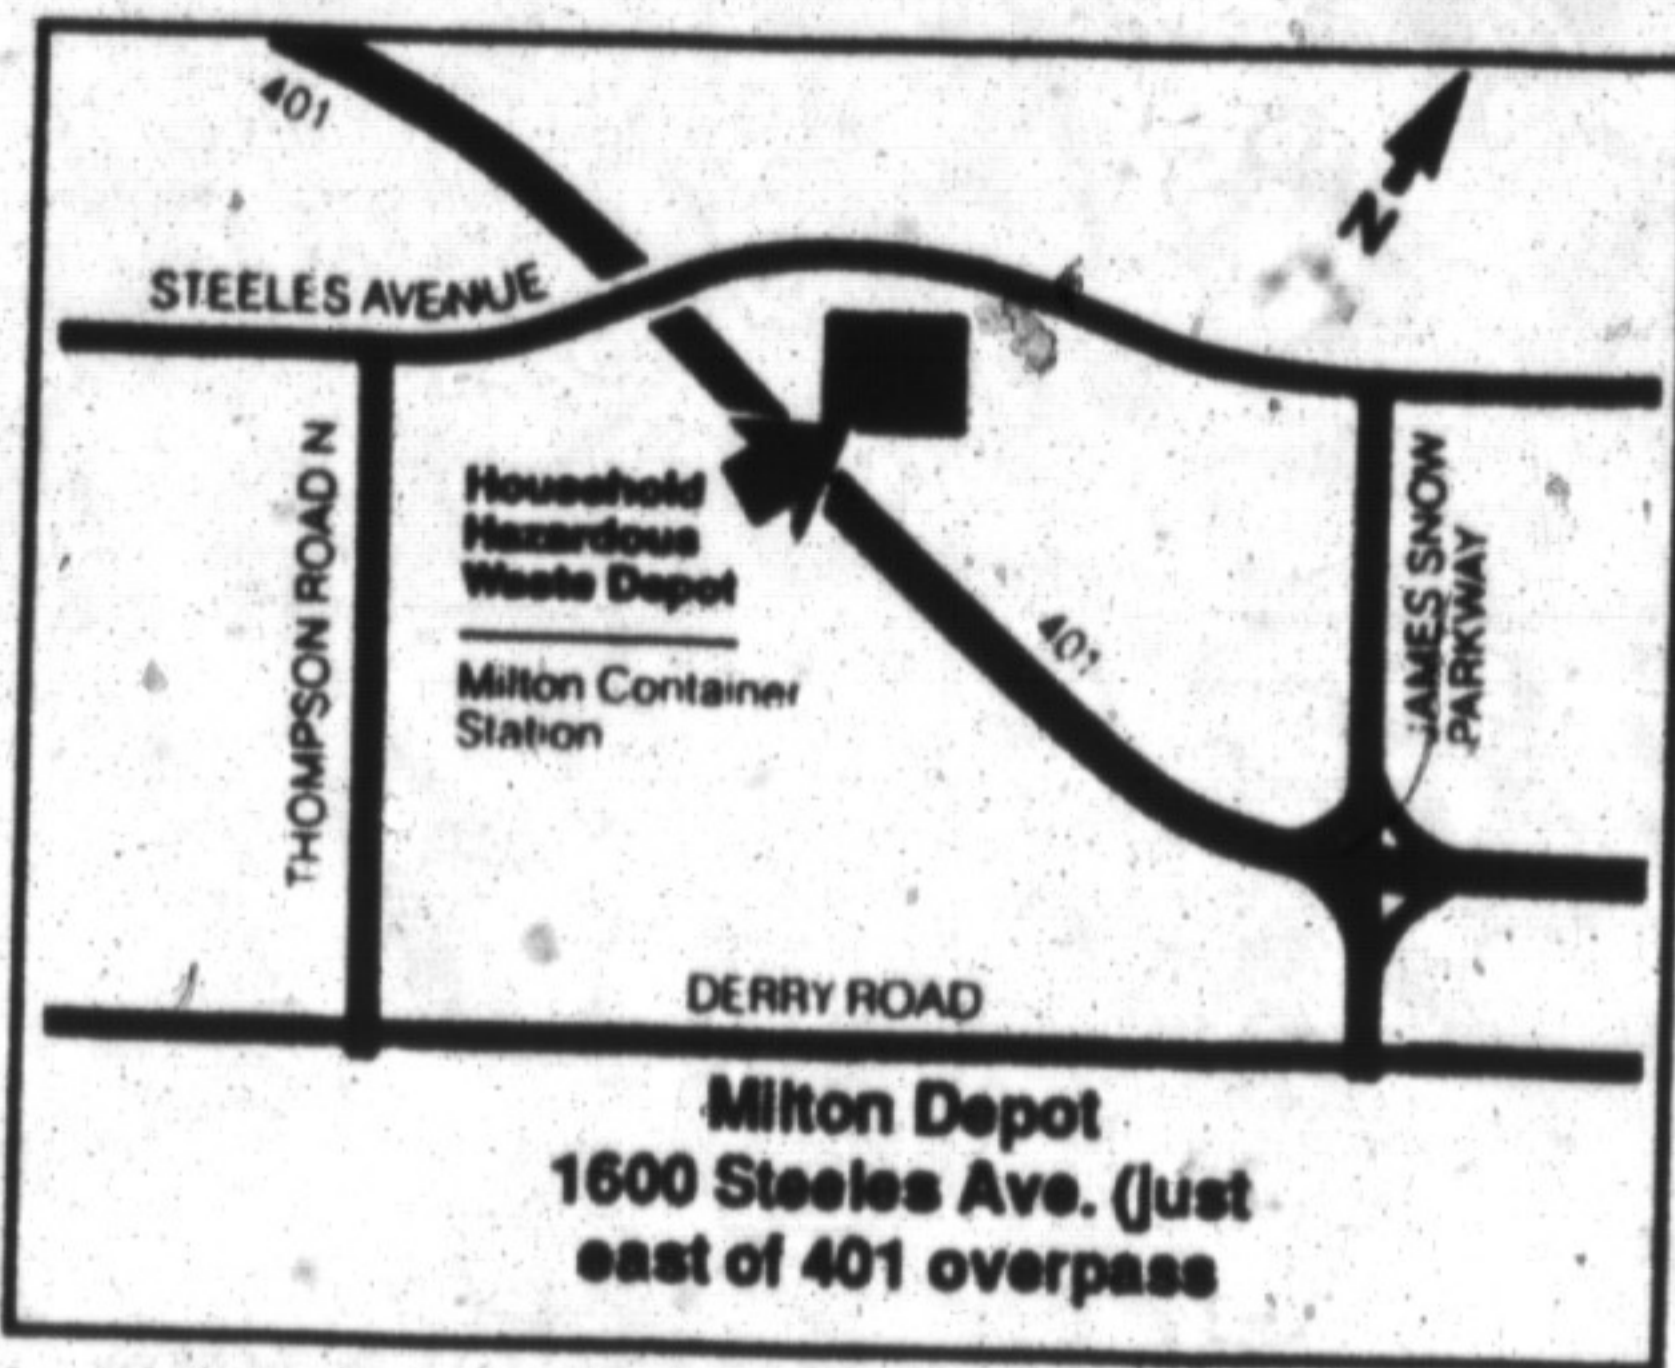 401
N
STEELES AVENUE
THOMPSON ROAD N
Household
Hazardous
Waste Depot
Milton Container
Station
401
JAMES SNOW
PARKWAY
DERRY ROAD
Milton Depot
1600 Steeles Ave. (just
east of 401 overpass